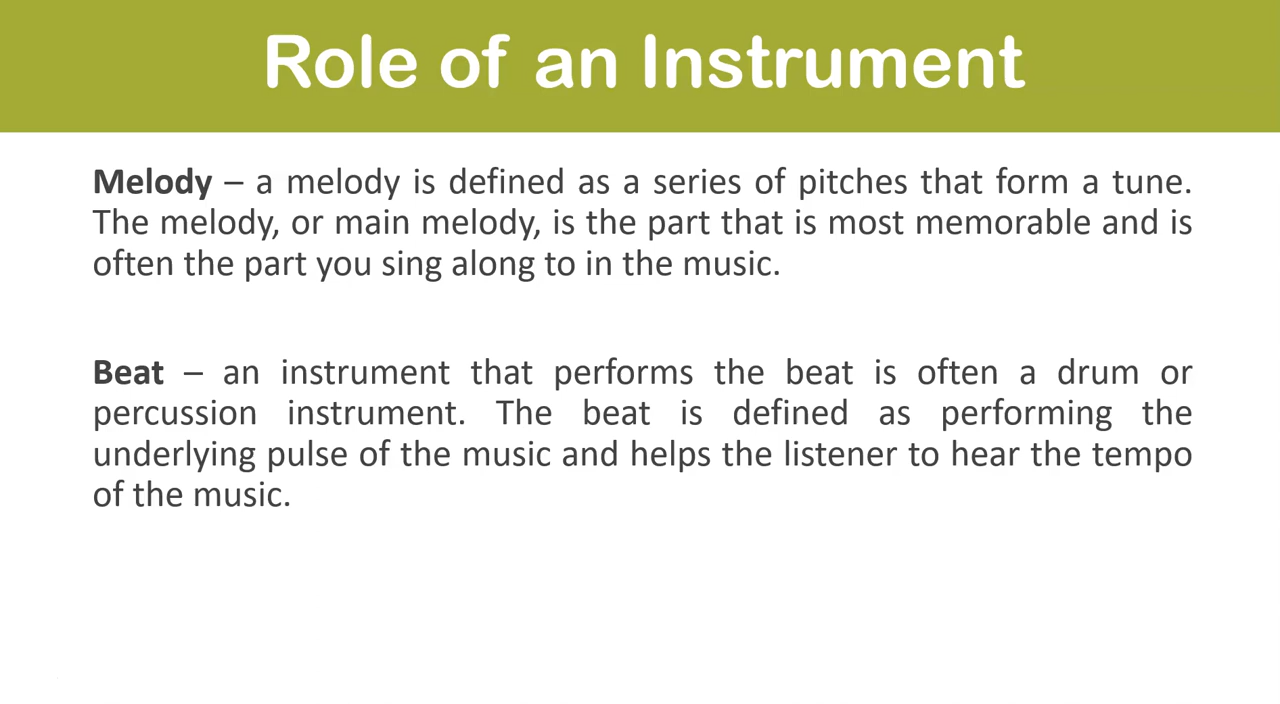 Role of an Instrument
Melody – a melody is defined as a series of pitches that form a tune.
The melody, or main melody, is the part that is most memorable and is
often the part you sing along to in the music.
Beat – an instrument that performs the beat is often a drum or
percussion instrument. The beat is defined as performing the
underlying pulse of the music and helps the listener to hear the tempo
of the music.